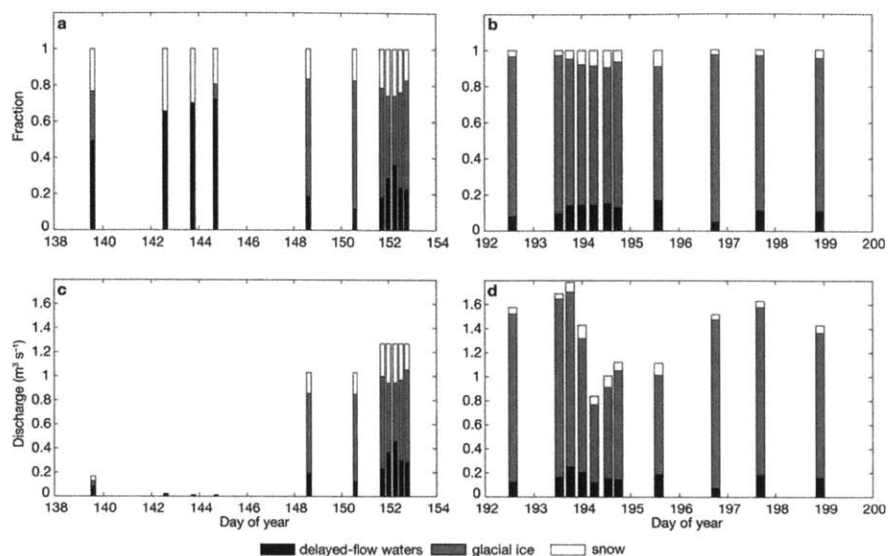 a
b
1
0.8
0.6
0.4
0.2
0
Fraction
138 140 142 144 146 148 150 152 154
1
0.8
0.6
0.4
0.2
0
192 193 194 195 196 197 198 199 200
c
d
1.6
1.4
1.2
1
0.8
0.6
0.4
0.2
0
Discharge (m³ s⁻¹)
138 140 142 144 146 148 150 152 154
Day of year
1.6
1.4
1.2
1
0.8
0.6
0.4
0.2
0
192 193 194 195 196 197 198 199 200
Day of year
delayed-flow waters glacial ice snow